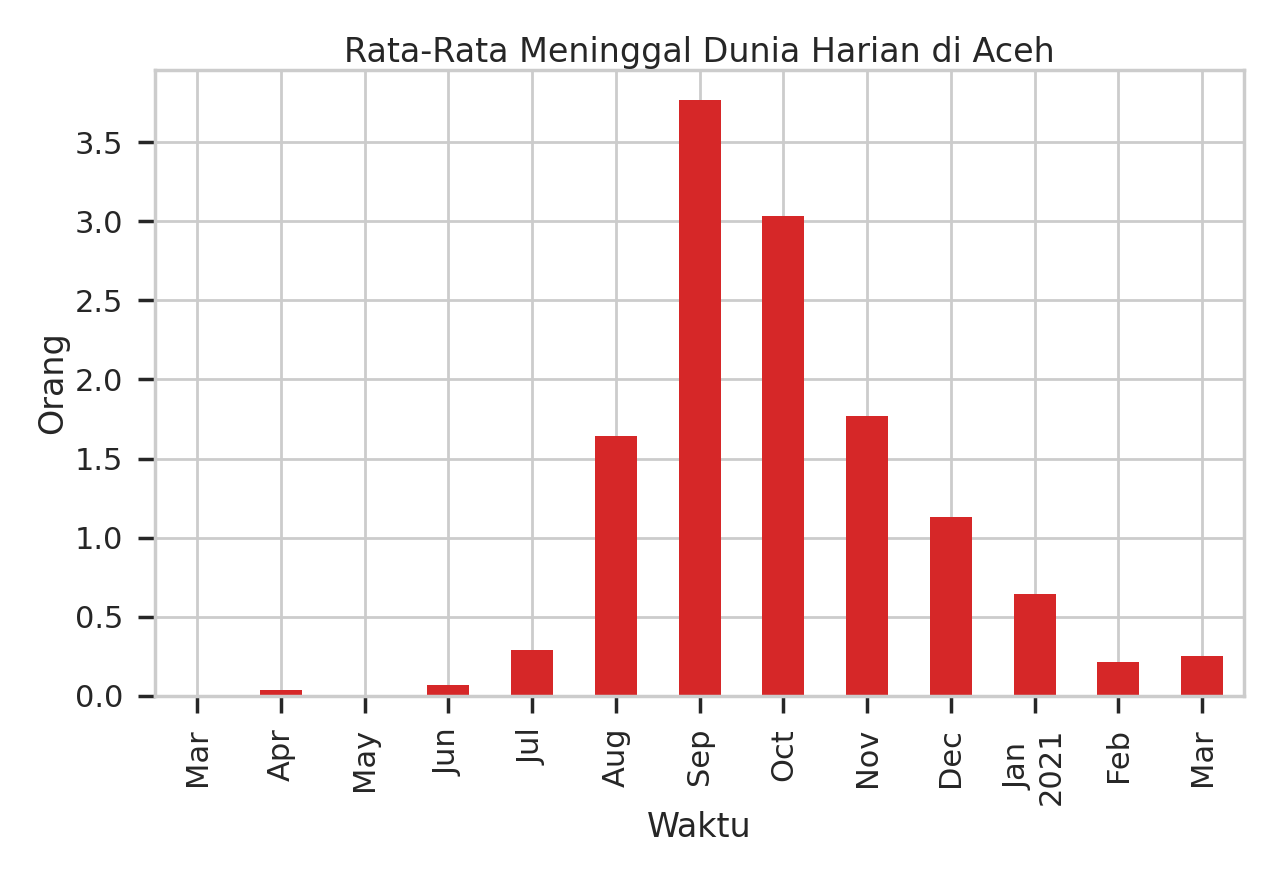 Rata-Rata Meninggal Dunia Harian di Aceh
3.5
3.0
2.5
2.0
1.5
1.0
0.5
0.0
Orang
Mar
Apr
May
Jun
Jul
Aug
Sep
Oct
Nov
Dec
Jan
2021
Feb
Mar
Waktu